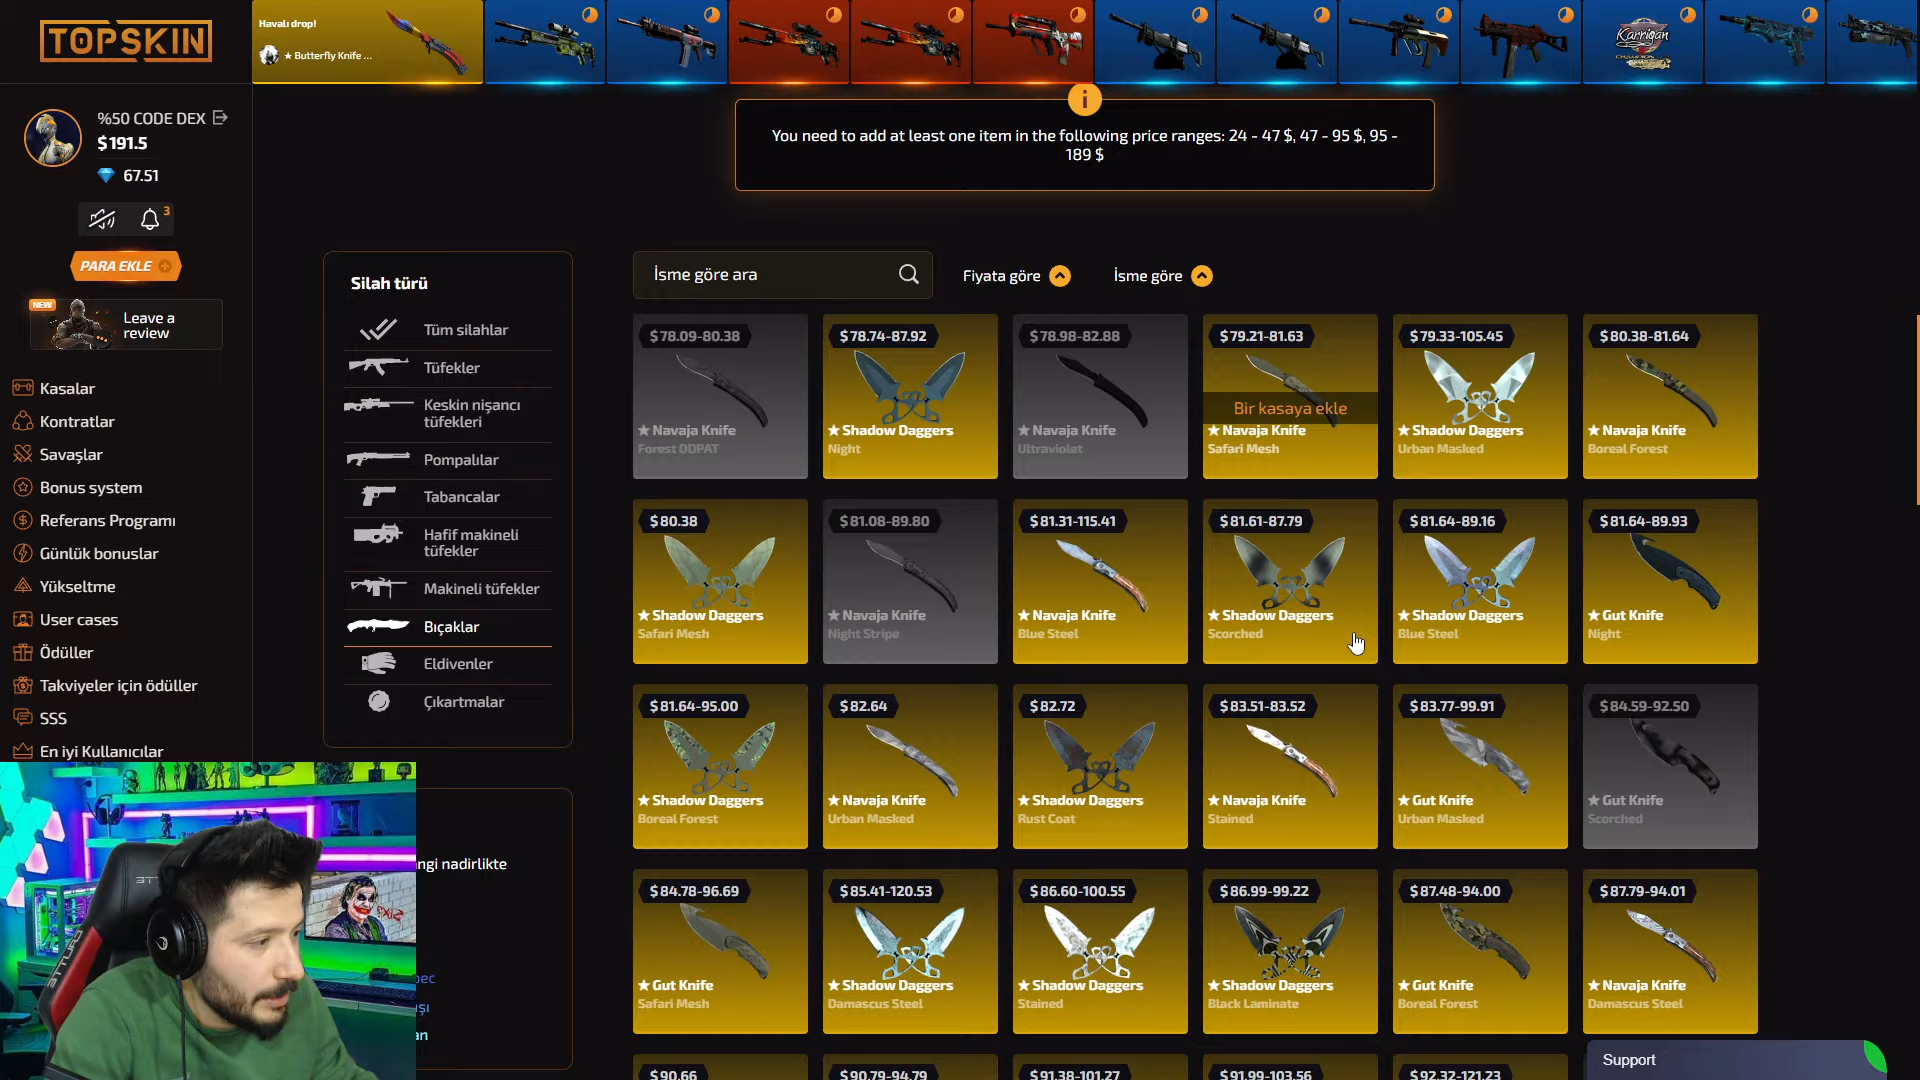 TOPSKIN
Havalı drop!
★ Butterfly Knife ...
Karrigan
CHAMPION
%50 CODE DEX
$191.5
67.51
3
PARA EKLE
NEW
Leave a
review
Kasalar
Kontratlar
Savaşlar
Bonus system
Referans Programı
Günlük bonuslar
Yükseltme
User cases
Ödüller
Takviyeler için ödüller
SSS
En iyi Kullanıcılar
i
You need to add at least one item in the following price ranges: 24 - 47 $, 47 - 95 $, 95 -
189 $
Silah türü
Tüm silahlar
Tüfekler
Keskin nişancı
tüfekleri
Pompalılar
Tabancalar
Hafif makineli
tüfekler
Makineli tüfekler
Bıçaklar
Eldivenler
Çıkartmalar
ngi nadirlikte
İsme göre ara
Fiyata göre
İsme göre
$78.09-80.38
★ Navaja Knife
Forest DDPAT
$78.74-87.92
★ Shadow Daggers
Night
$78.98-82.88
★ Navaja Knife
Ultraviolet
$79.21-81.63
Bir kasaya ekle
★ Navaja Knife
Safari Mesh
$79.33-105.45
★ Shadow Daggers
Urban Masked
$80.38-81.64
★ Navaja Knife
Boreal Forest
$80.38
★ Shadow Daggers
Safari Mesh
$81.08-89.80
★ Navaja Knife
Night Stripe
$81.31-115.41
★ Navaja Knife
Blue Steel
$81.61-87.79
★ Shadow Daggers
Scorched
$81.64-89.16
★ Shadow Daggers
Blue Steel
$81.64-89.93
★ Gut Knife
Night
$81.64-95.00
★ Shadow Daggers
Boreal Forest
$82.64
★ Navaja Knife
Urban Masked
$82.72
★ Shadow Daggers
Rust Coat
$83.51-83.52
★ Navaja Knife
Stained
$83.77-99.91
★ Gut Knife
Urban Masked
$84.59-92.50
★ Gut Knife
Scorched
$84.78-96.69
★ Gut Knife
Safari Mesh
$85.41-120.53
★ Shadow Daggers
Damascus Steel
$86.60-100.55
★ Shadow Daggers
Stained
$86.99-99.22
★ Shadow Daggers
Black Laminate
$87.48-94.00
★ Gut Knife
Boreal Forest
$87.79-94.01
★ Navaja Knife
Damascus Steel
$90.66
$90.79-94.79
$91.38-101.27
$91.99-103.56
$92.32-121.23
Support